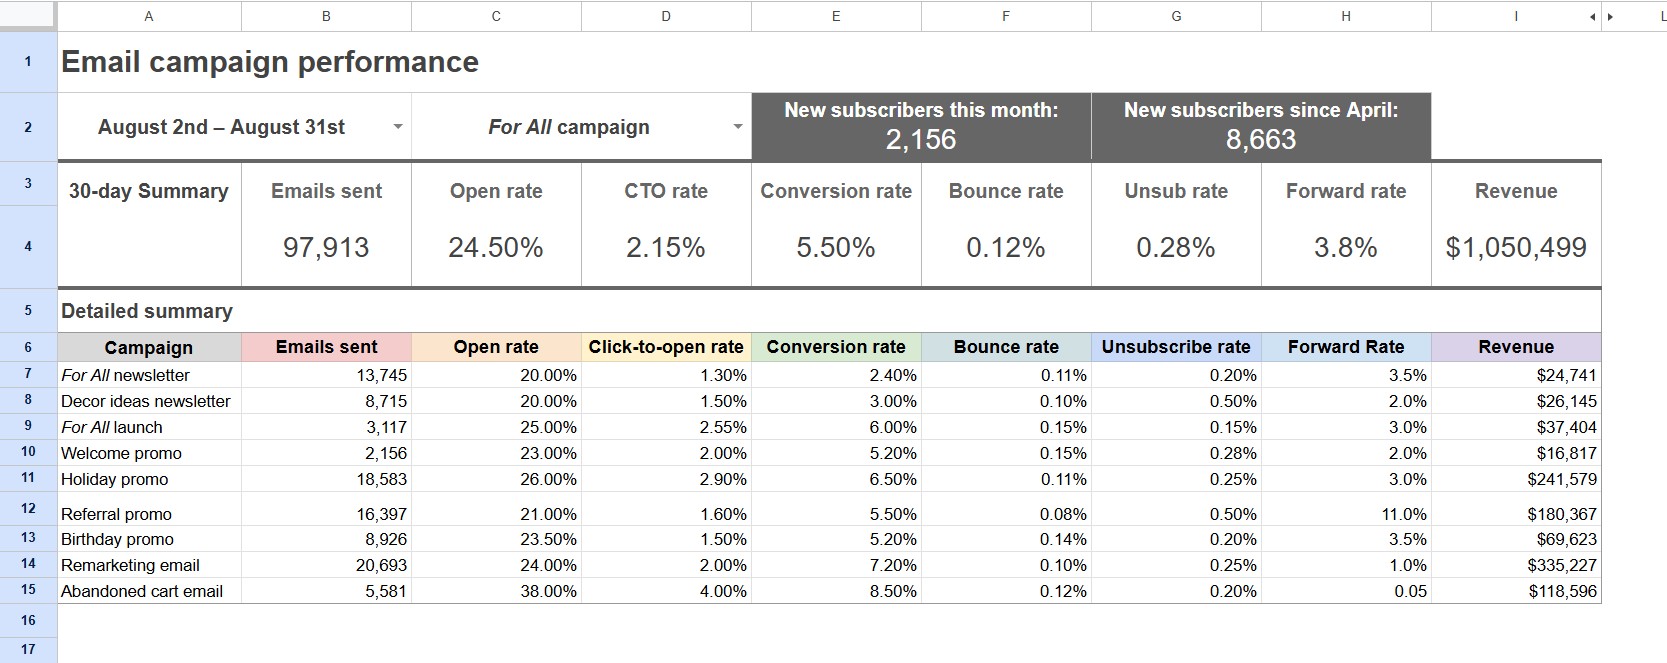 A B C D E F G H I L
1 Email campaign performance
2 August 2nd – August 31st For All campaign New subscribers this month: 2,156 New subscribers since April: 8,663
3 30-day Summary Emails sent Open rate CTO rate Conversion rate Bounce rate Unsub rate Forward rate Revenue
4 97,913 24.50% 2.15% 5.50% 0.12% 0.28% 3.8% $1,050,499
5 Detailed summary
6 Campaign Emails sent Open rate Click-to-open rate Conversion rate Bounce rate Unsubscribe rate Forward Rate Revenue
7 For All newsletter 13,745 20.00% 1.30% 2.40% 0.11% 0.20% 3.5% $24,741
8 Decor ideas newsletter 8,715 20.00% 1.50% 3.00% 0.10% 0.50% 2.0% $26,145
9 For All launch 3,117 25.00% 2.55% 6.00% 0.15% 0.15% 3.0% $37,404
10 Welcome promo 2,156 23.00% 2.00% 5.20% 0.15% 0.28% 2.0% $16,817
11 Holiday promo 18,583 26.00% 2.90% 6.50% 0.11% 0.25% 3.0% $241,579
12 Referral promo 16,397 21.00% 1.60% 5.50% 0.08% 0.50% 11.0% $180,367
13 Birthday promo 8,926 23.50% 1.50% 5.20% 0.14% 0.20% 3.5% $69,623
14 Remarketing email 20,693 24.00% 2.00% 7.20% 0.10% 0.25% 1.0% $335,227
15 Abandoned cart email 5,581 38.00% 4.00% 8.50% 0.12% 0.20% 0.05 $118,596
16
17